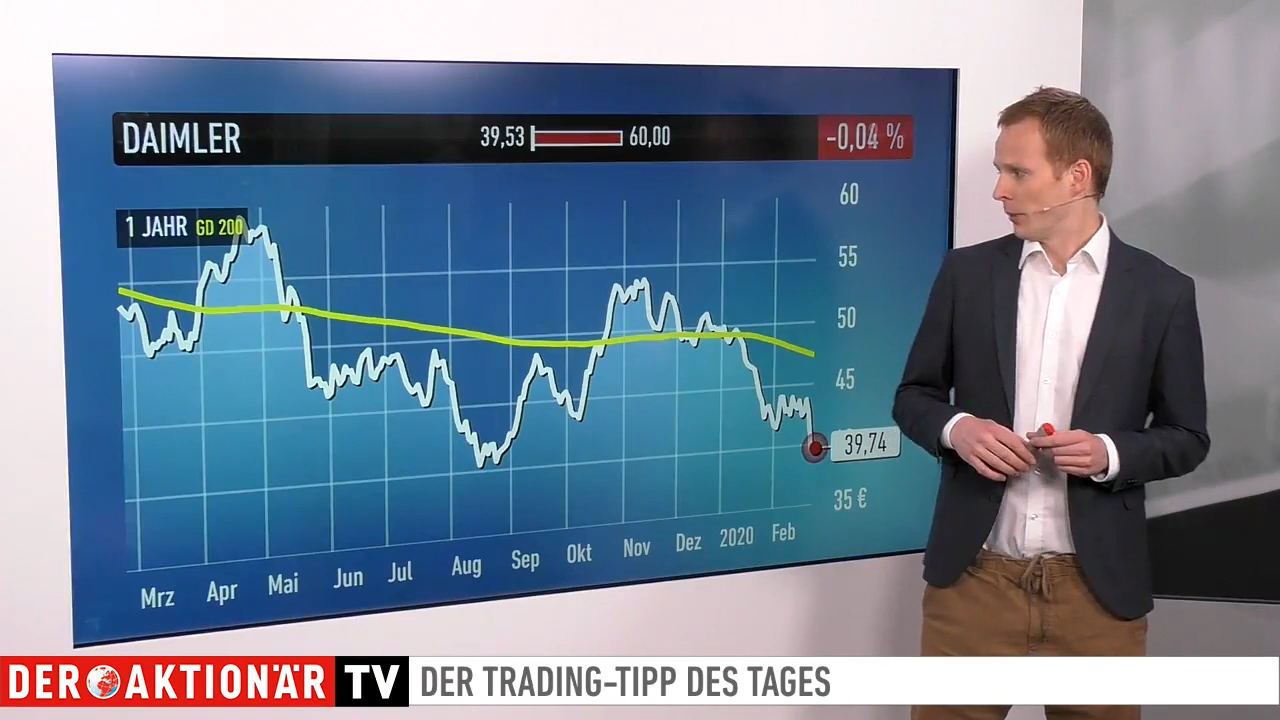 DAIMLER 39,53 60,00 -0,04 %
1 JAHR GD 200
60
55
50
45
39,74
35 €
Mrz Apr Mai Jun Jul Aug Sep Okt Nov Dez 2020 Feb
DER AKTIONÄR TV DER TRADING-TIPP DES TAGES